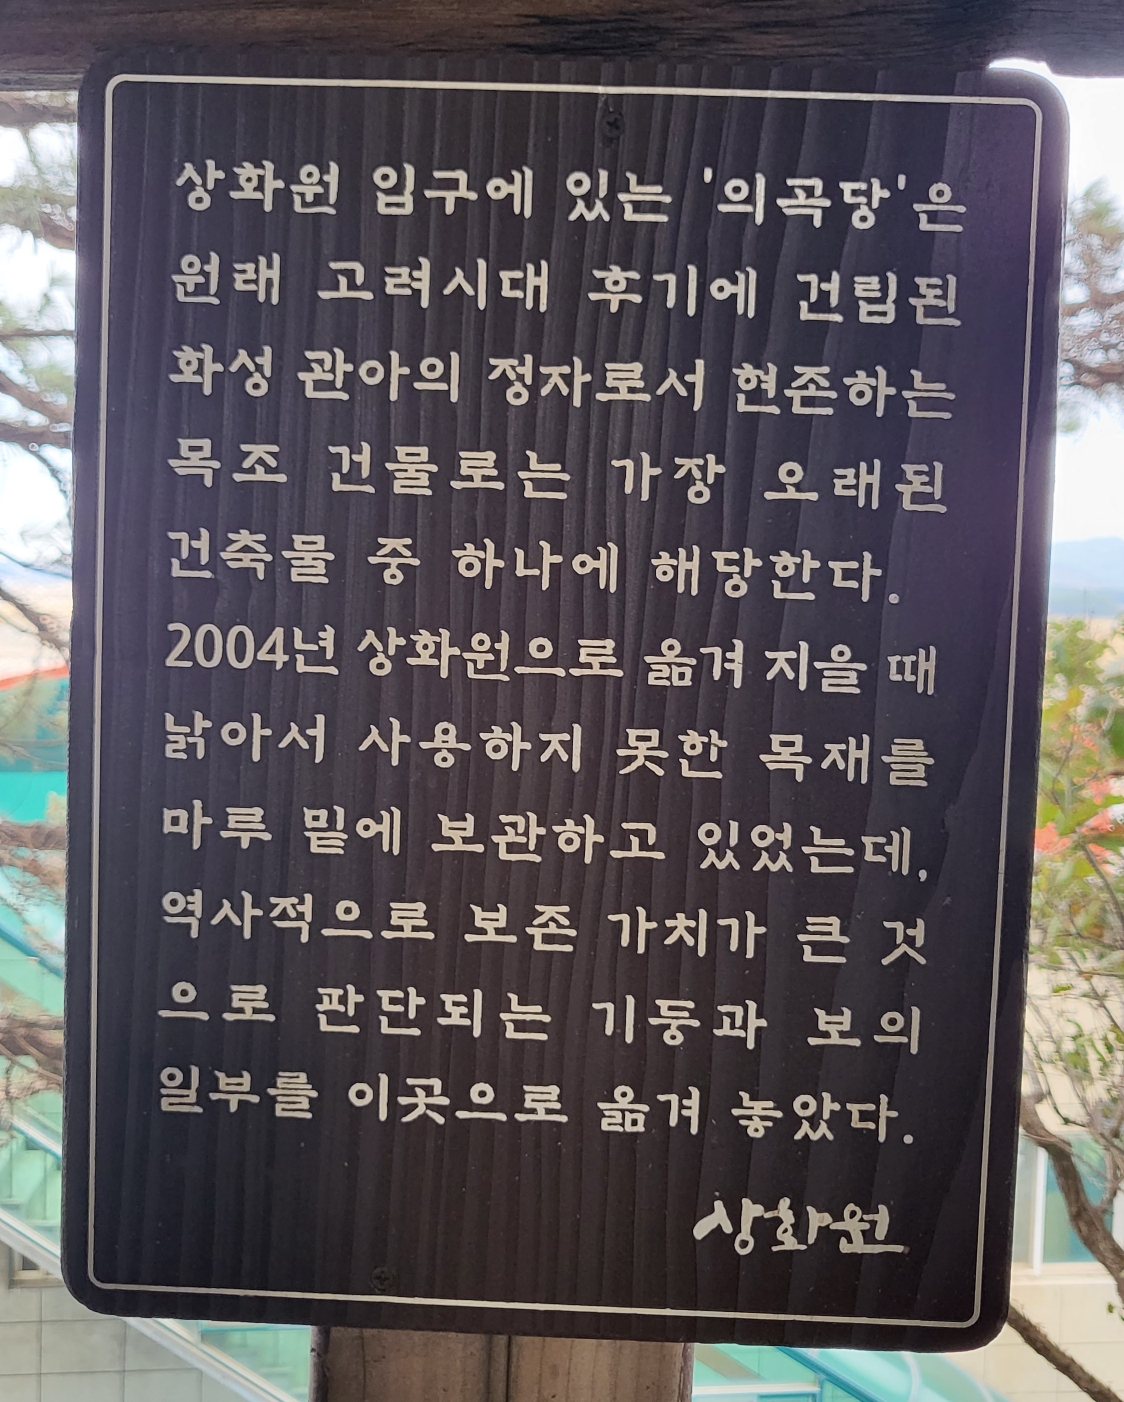 상화원 입구에 있는 '의곡당'은
원래 고려시대 후기에 건립된
화성 관아의 정자로서 현존하는
목조 건물로는 가장 오래된
건축물 중 하나에 해당한다.
2004년 상화원으로 옮겨 지을 때
낡아서 사용하지 못한 목재를
마루 밑에 보관하고 있었는데,
역사적으로 보존 가치가 큰 것
으로 판단되는 기둥과 보의
일부를 이곳으로 옮겨 놓았다.
상화원